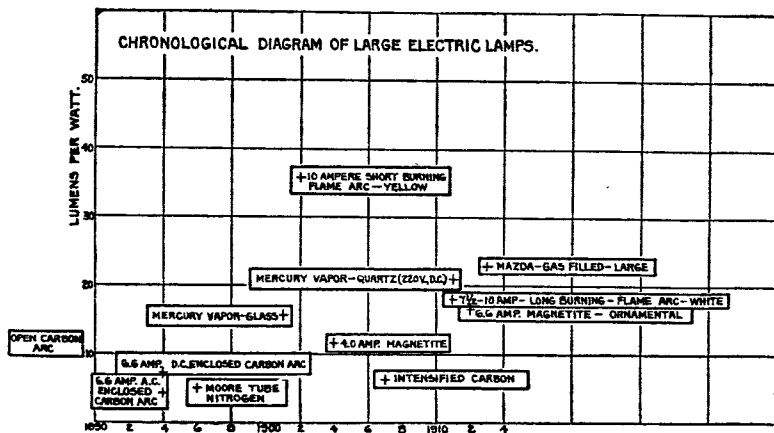 CHRONOLOGICAL DIAGRAM OF LARGE ELECTRIC LAMPS.
LUMENS PER WATT.
50
40
+10 AMPERE SHORT BURNING
FLAME ARC-YELLOW
30
MERCURY VAPOR-QUARTZ (220V. D.C.)+
+ MAZDA-GAS FILLED-LARGE
20
+7½-10 AMP-LONG BURNING-FLAME ARC-WHITE
+6.6 AMP. MAGNETITE-ORNAMENTAL
MERCURY VAPOR-GLASS+
OPEN CARBON
ARC
+4.0 AMP. MAGNETITE
10
6.6 AMP. D.C. ENCLOSED CARBON ARC
6.6 AMP. A.C.
ENCLOSED
CARBON ARC
+ MOORE TUBE
NITROGEN
+ INTENSIFIED CARBON
1890 2 4 6 8 1900 2 4 6 8 1910 2 4